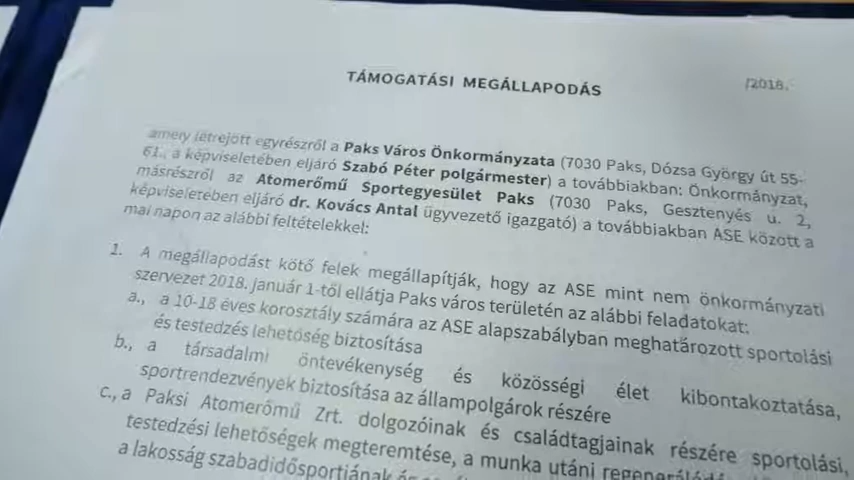 TÁMOGATÁSI MEGÁLLAPODÁS
/2018.
amely létrejött egyrészről a Paks Város Önkormányzata (7030 Paks, Dózsa György út 55-
61., a képviseletében eljáró Szabó Péter polgármester) a továbbiakban: Önkormányzat,
másrészről az Atomerőmű Sportegyesület Paks (7030 Paks, Gesztenyés u. 2,
képviseletében eljáró dr. Kovács Antal ügyvezető igazgató) a továbbiakban ASE között a
mai napon az alábbi feltételekkel:
1. A megállapodást kötő felek megállapítják, hogy az ASE mint nem önkormányzati
szervezet 2018. január 1-től ellátja Paks város területén az alábbi feladatokat:
a., a 10-18 éves korosztály számára az ASE alapszabályban meghatározott sportolási
és testedzés lehetőség biztosítása
b., a társadalmi öntevékenység és közösségi élet kibontakoztatása,
sportrendezvények biztosítása az állampolgárok részére
c., a Paksi Atomerőmű Zrt. dolgozóinak és családtagjainak részére sportolási,
testedzési lehetőségek megteremtése, a munka utáni
a lakosság szabadidősportjának